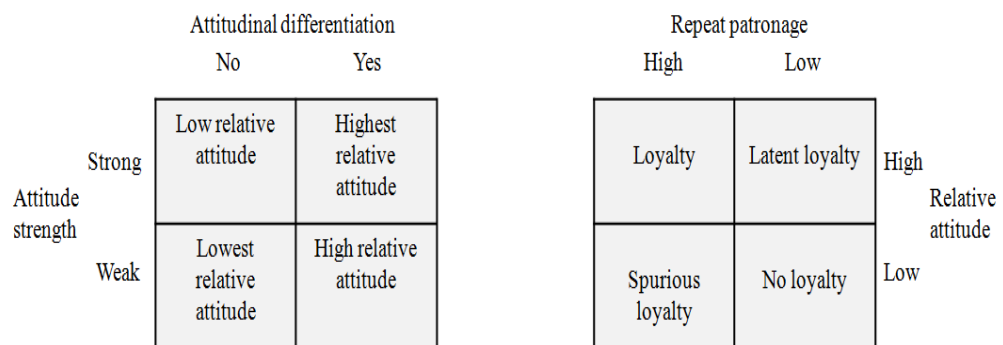 Attitudinal differentiation
No Yes
Strong
Weak
Attitude
strength
Low relative
attitude
Highest
relative
attitude
Lowest
relative
attitude
High relative
attitude
Repeat patronage
High Low
Loyalty
Latent loyalty
Spurious
loyalty
No loyalty
High
Low
Relative
attitude